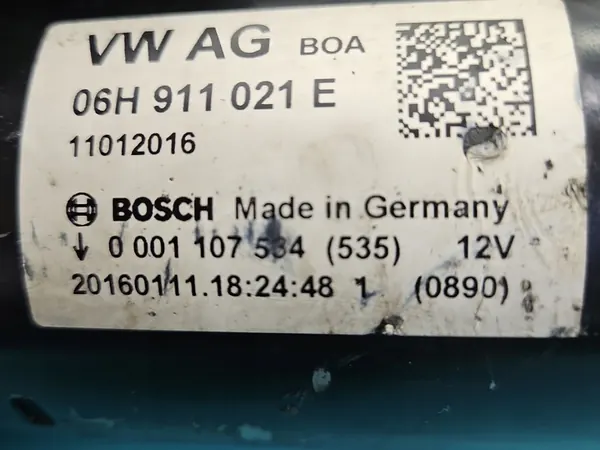 VW AG BOA
06H 911 021 E
11012016
BOSCH Made in Germany
↓ 0 001 107 534 (535) 12V
20160111.18:24:48 1 (0890)